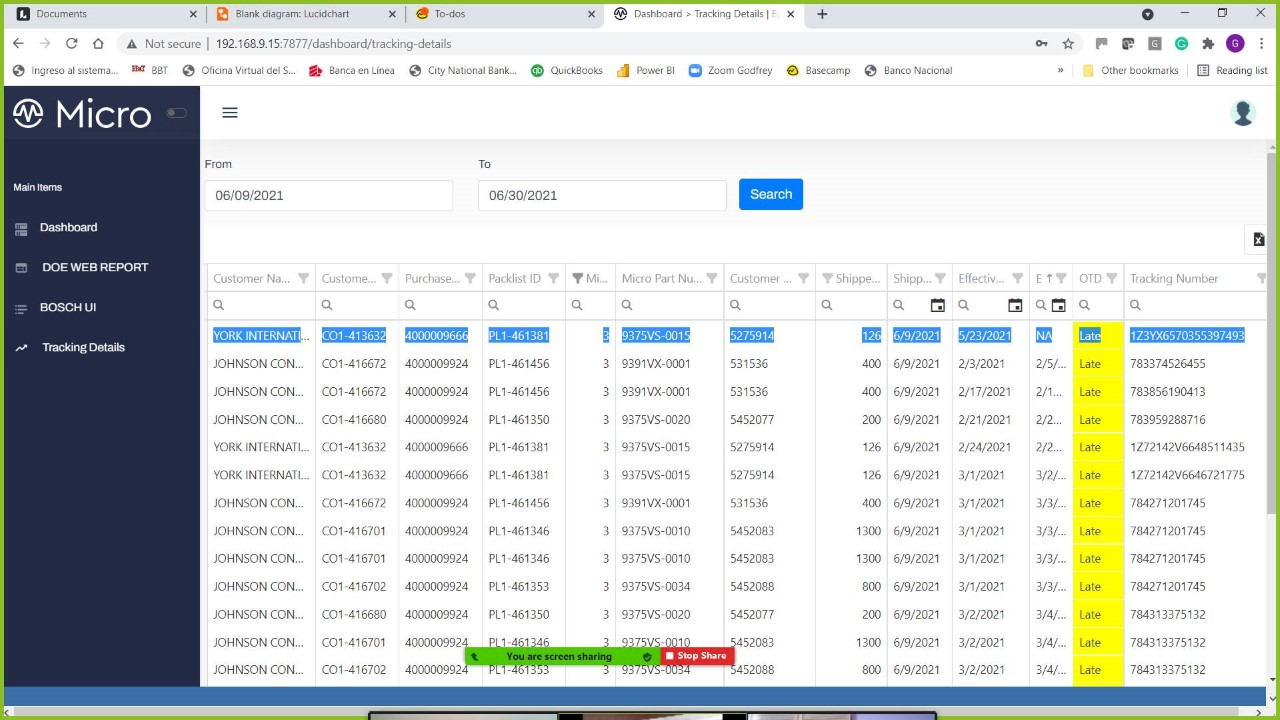 Documents Blank diagram: Lucidchart To-dos Dashboard > Tracking Details | E
Not secure | 192.168.9.15:7877/dashboard/tracking-details
Ingreso al sistema... BBT Oficina Virtual del S... Banca en Línea City National Bank... QuickBooks Power BI Zoom Godfrey Basecamp Banco Nacional » Other bookmarks Reading list
Micro
From To
06/09/2021 06/30/2021 Search
Main Items
Dashboard
DOE WEB REPORT
BOSCH UI
Tracking Details
Customer Na... Custome... Purchase... Packlist ID Mi... Micro Part Nu... Customer ... Shippe... Shipp... Effectiv... E ↑ OTD Tracking Number
YORK INTERNATI... CO1-413632 4000009666 PL1-461381 3 9375VS-0015 5275914 126 6/9/2021 5/23/2021 NA Late 1Z3YX6570355397493
JOHNSON CON... CO1-416672 4000009924 PL1-461456 3 9391VX-0001 531536 400 6/9/2021 2/3/2021 2/5/... Late 783374526455
JOHNSON CON... CO1-416672 4000009924 PL1-461456 3 9391VX-0001 531536 400 6/9/2021 2/17/2021 2/1... Late 783856190413
JOHNSON CON... CO1-416680 4000009924 PL1-461350 3 9375VS-0020 5452077 200 6/9/2021 2/21/2021 2/2... Late 783959288716
YORK INTERNATI... CO1-413632 4000009666 PL1-461381 3 9375VS-0015 5275914 126 6/9/2021 2/24/2021 2/2... Late 1Z72142V6648511435
YORK INTERNATI... CO1-413632 4000009666 PL1-461381 3 9375VS-0015 5275914 126 6/9/2021 3/1/2021 3/2/... Late 1Z72142V6646721775
JOHNSON CON... CO1-416672 4000009924 PL1-461456 3 9391VX-0001 531536 400 6/9/2021 3/1/2021 3/3/... Late 784271201745
JOHNSON CON... CO1-416701 4000009924 PL1-461346 3 9375VS-0010 5452083 1300 6/9/2021 3/1/2021 3/3/... Late 784271201745
JOHNSON CON... CO1-416701 4000009924 PL1-461346 3 9375VS-0010 5452083 1300 6/9/2021 3/1/2021 3/3/... Late 784271201745
JOHNSON CON... CO1-416702 4000009924 PL1-461353 3 9375VS-0034 5452088 800 6/9/2021 3/1/2021 3/3/... Late 784271201745
JOHNSON CON... CO1-416680 4000009924 PL1-461350 3 9375VS-0020 5452077 200 6/9/2021 3/2/2021 3/4/... Late 784313375132
JOHNSON CON... CO1-416701 4000009924 PL1-461346 3 9375VS-0010 5452083 1300 6/9/2021 3/2/2021 3/4/... Late 784313375132
You are screen sharing Stop Share
JOHNSON CON... CO1-416702 4000009924 PL1-461353 3 9375VS-0034 5452088 800 6/9/2021 3/2/2021 3/4/... Late 784313375132